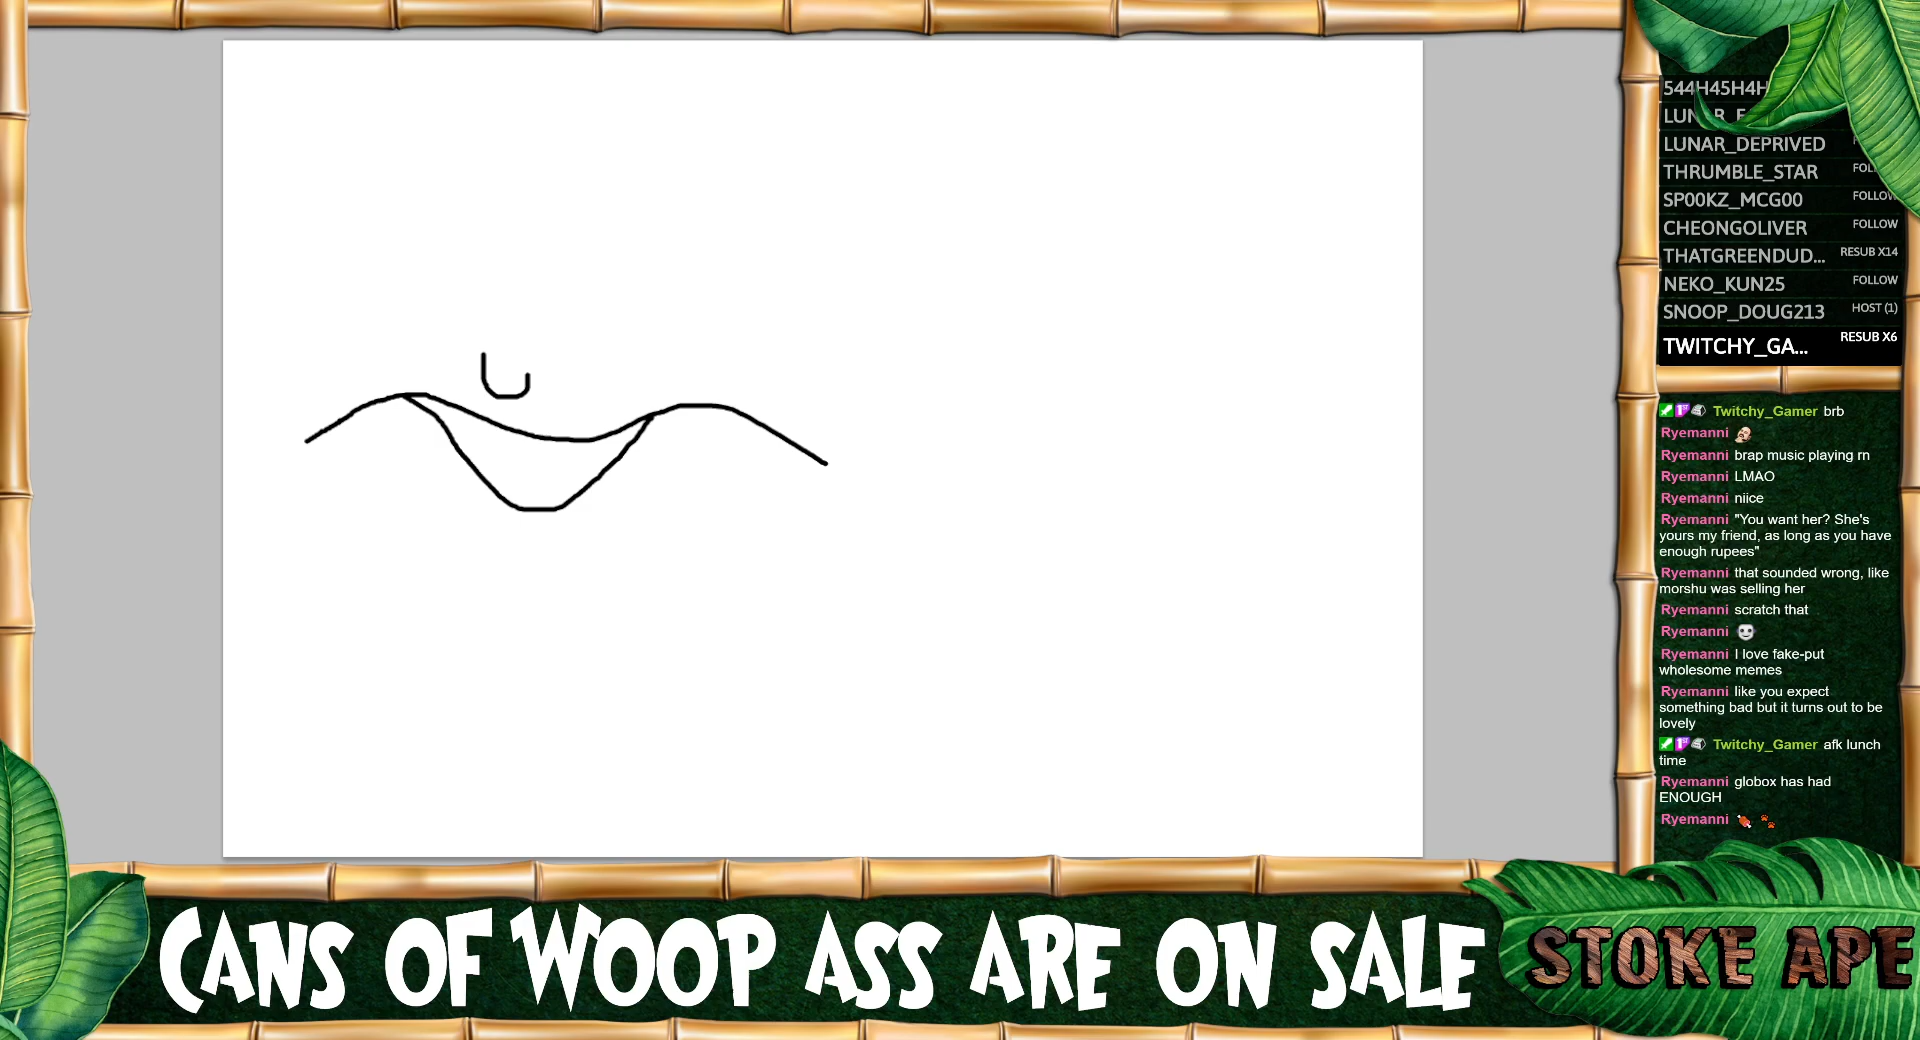 544H45H4H
LUNAR_DEPRIVED
THRUMBLE_STAR
SP00KZ_MCG00 FOLLOW
CHEONGOLIVER FOLLOW
THATGREENDUD... RESUB X14
NEKO_KUN25 FOLLOW
SNOOP_DOUG213 HOST (1)
TWITCHY_GA... RESUB X6
Twitchy_Gamer brb
Ryemanni
Ryemanni brap music playing rn
Ryemanni LMAO
Ryemanni niice
Ryemanni "You want her? She's
yours my friend, as long as you have
enough rupees"
Ryemanni that sounded wrong, like
morshu was selling her
Ryemanni scratch that
Ryemanni
Ryemanni I love fake-put
wholesome memes
Ryemanni like you expect
something bad but it turns out to be
lovely
Twitchy_Gamer afk lunch
time
Ryemanni globox has had
ENOUGH
Ryemanni
CANS OF WOOP ASS ARE ON SALE
STOKE APE